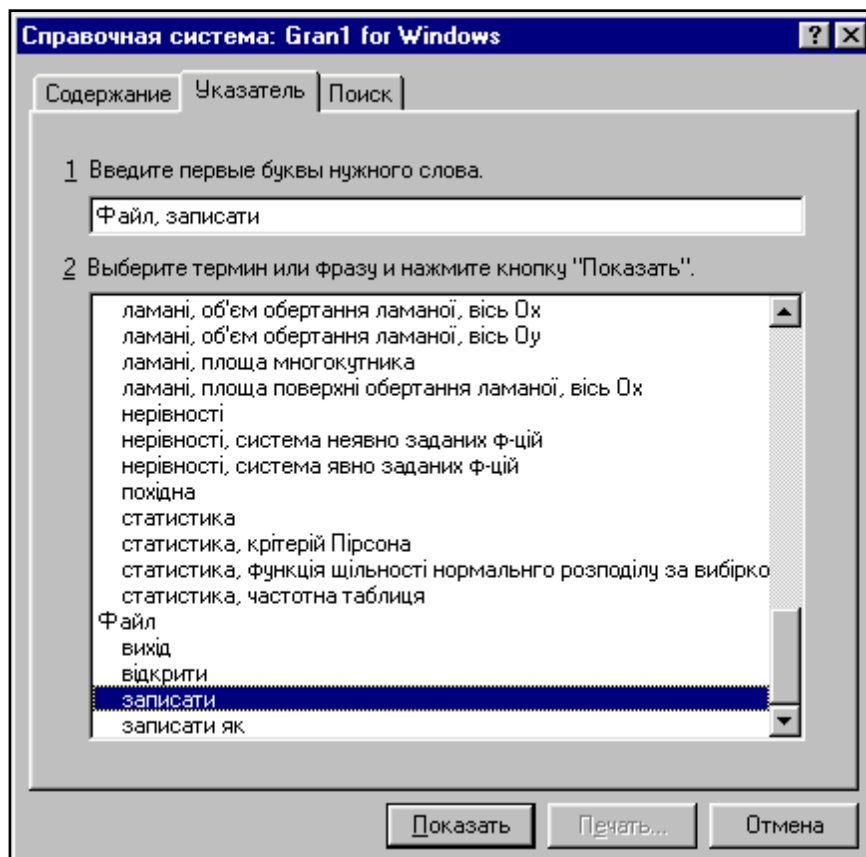 Справочная система: Gran1 for Windows
Содержание Указатель Поиск
1 Введите первые буквы нужного слова.
Файл, записати
2 Выберите термин или фразу и нажмите кнопку "Показать".
ламані, об'єм обертання ламаної, вісь Ox
ламані, об'єм обертання ламаної, вісь Oy
ламані, площа многокутника
ламані, площа поверхні обертання ламаної, вісь Ox
нерівності
нерівності, система неявно заданих ф-цій
нерівності, система явно заданих ф-цій
похідна
статистика
статистика, крітерій Пірсона
статистика, функція щільності нормальнго розподілу за вибірко
статистика, частотна таблиця
Файл
вихід
відкрити
записати
записати як
Показать Печать... Отмена